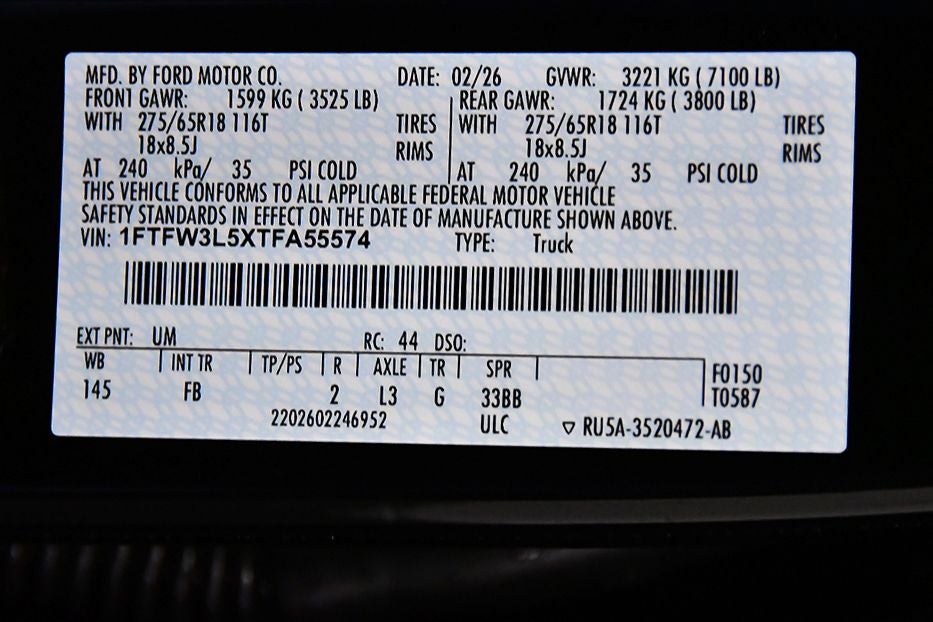 MFD. BY FORD MOTOR CO. DATE: 02/26 GVWR: 3221 KG ( 7100 LB)
FRONT GAWR: 1599 KG ( 3525 LB) REAR GAWR: 1724 KG ( 3800 LB)
WITH 275/65R18 116T TIRES WITH 275/65R18 116T TIRES
18x8.5J RIMS 18x8.5J RIMS
AT 240 kPa/ 35 PSI COLD AT 240 kPa/ 35 PSI COLD
THIS VEHICLE CONFORMS TO ALL APPLICABLE FEDERAL MOTOR VEHICLE
SAFETY STANDARDS IN EFFECT ON THE DATE OF MANUFACTURE SHOWN ABOVE.
VIN: 1FTFW3L5XTFA55574 TYPE: Truck
EXT PNT: UM RC: 44 DSO:
WB INT TR TP/PS R AXLE TR SPR F0150
145 FB 2 L3 G 33BB T0587
2202602246952 ULC ▽ RU5A-3520472-AB